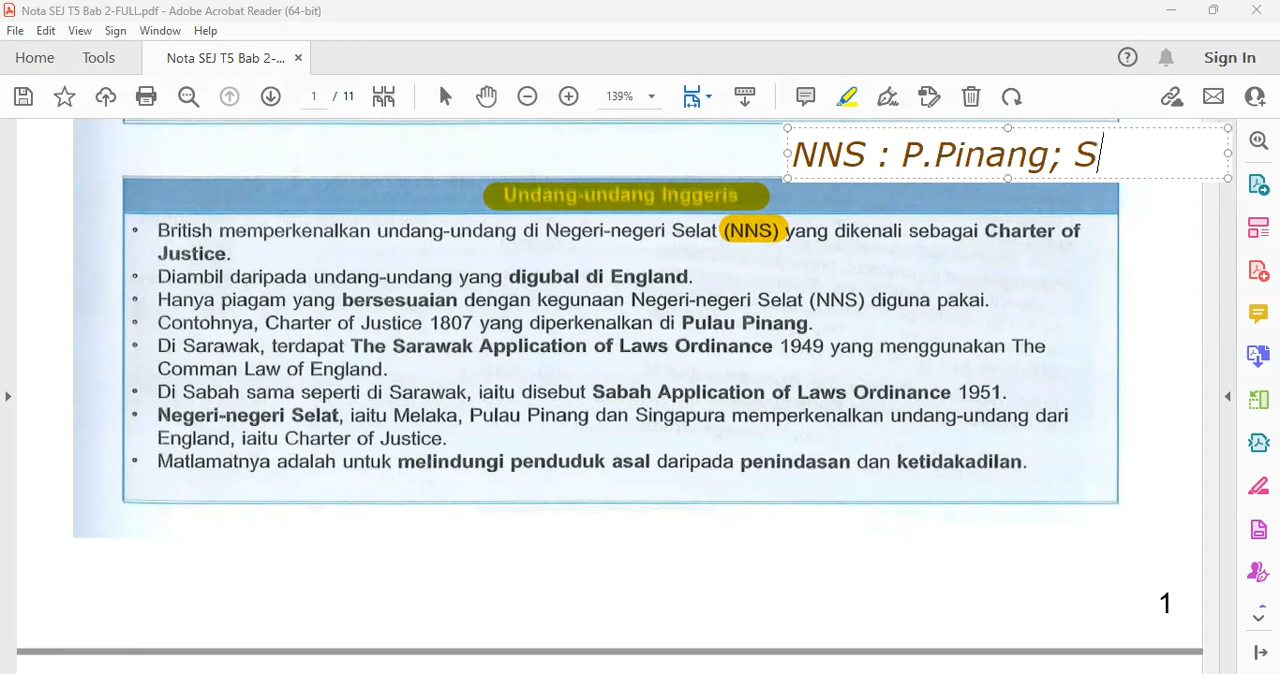 Nota SEJ T5 Bab 2-FULL.pdf - Adobe Acrobat Reader (64-bit)
File Edit View Sign Window Help
Home Tools Nota SEJ T5 Bab 2-... × Sign In
1 / 11 139%
NNS : P.Pinang; S
Undang-undang Inggeris
• British memperkenalkan undang-undang di Negeri-negeri Selat (NNS) yang dikenali sebagai Charter of
Justice.
• Diambil daripada undang-undang yang digubal di England.
• Hanya piagam yang bersesuaian dengan kegunaan Negeri-negeri Selat (NNS) diguna pakai.
• Contohnya, Charter of Justice 1807 yang diperkenalkan di Pulau Pinang.
• Di Sarawak, terdapat The Sarawak Application of Laws Ordinance 1949 yang menggunakan The
Comman Law of England.
• Di Sabah sama seperti di Sarawak, iaitu disebut Sabah Application of Laws Ordinance 1951.
• Negeri-negeri Selat, iaitu Melaka, Pulau Pinang dan Singapura memperkenalkan undang-undang dari
England, iaitu Charter of Justice.
• Matlamatnya adalah untuk melindungi penduduk asal daripada penindasan dan ketidakadilan.
1